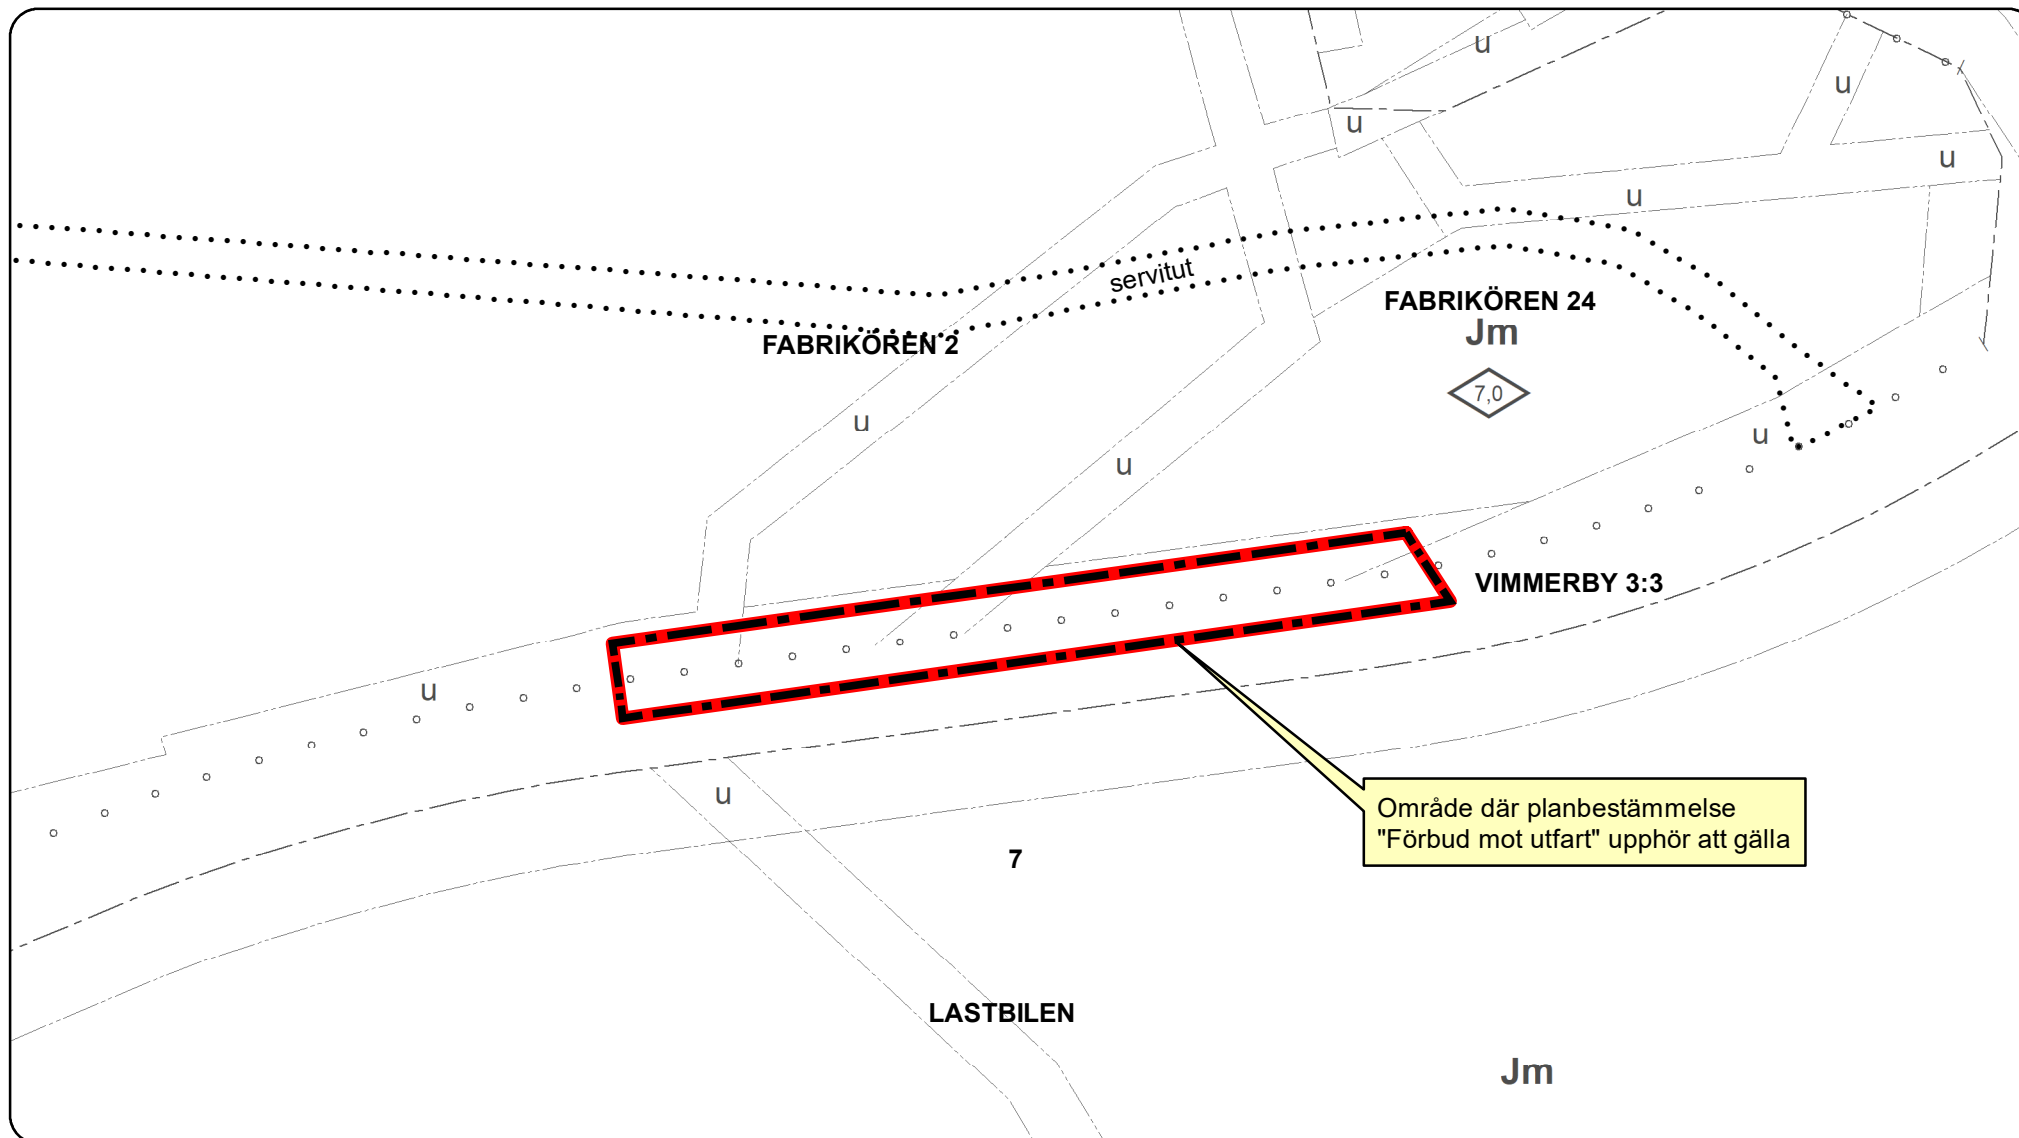 u
u
u
u
u
servitut
FABRIKÖREN 24
Jm
FABRIKÖREN 2
7,0
u
u
u
VIMMERBY 3:3
u
u
Område där planbestämmelse
"Förbud mot utfart" upphör att gälla
7
LASTBILEN
Jm